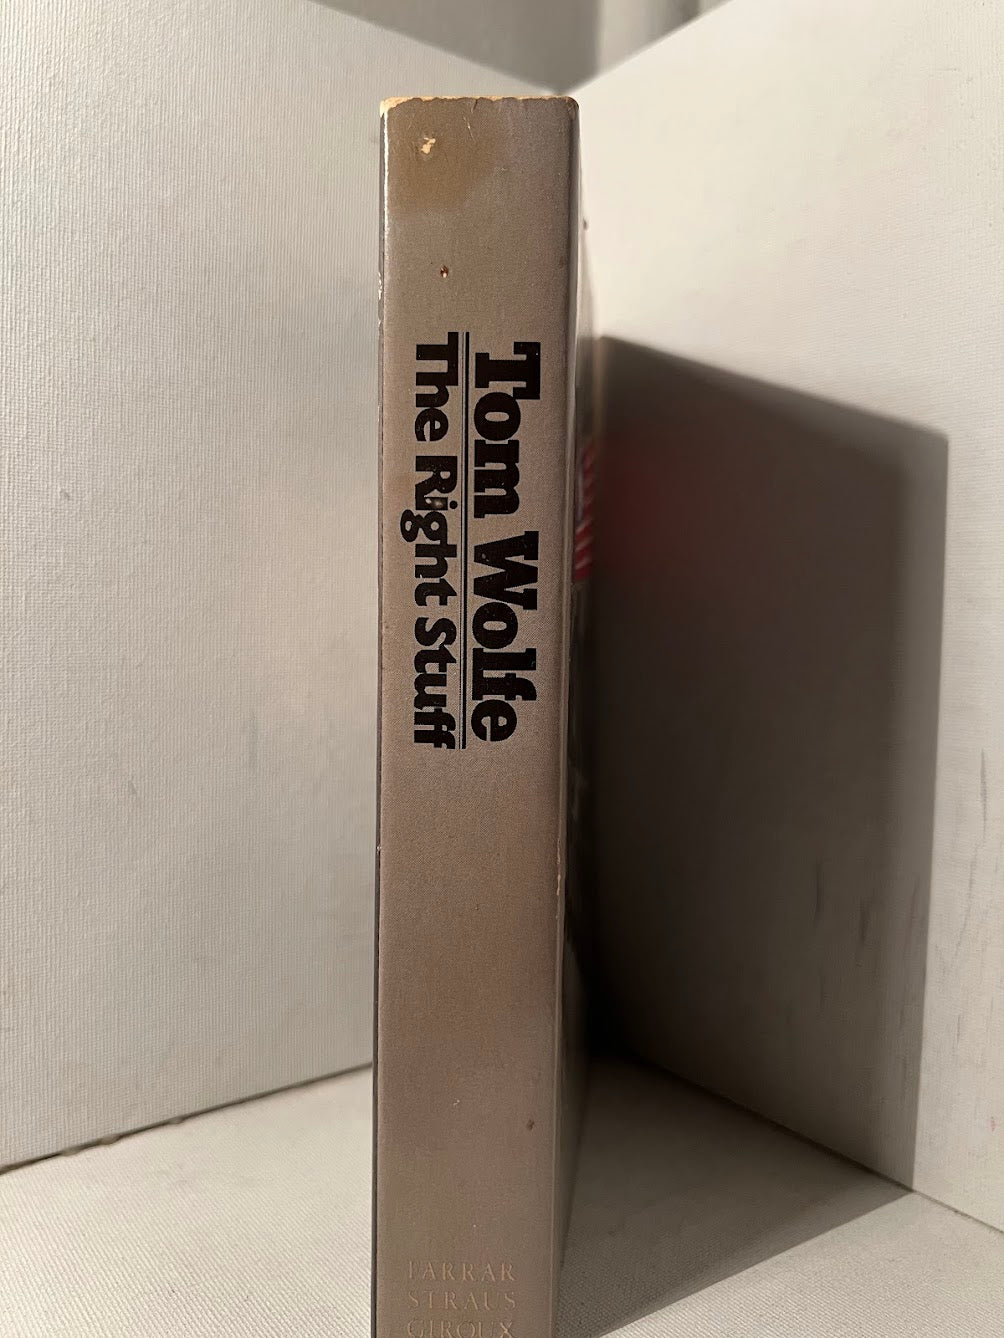 Tom Wolfe
The Right Stuff
FARRAR
STRAUS
GIROUX